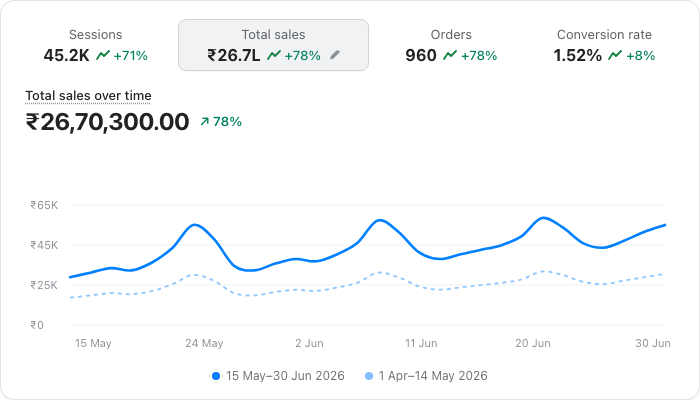 Sessions
45.2K +71%
Total sales
₹26.7L +78%
Orders
960 +78%
Conversion rate
1.52% +8%
Total sales over time
₹26,70,300.00 ↗ 78%
₹65K
₹45K
₹25K
₹0
15 May 24 May 2 Jun 11 Jun 20 Jun 30 Jun
15 May–30 Jun 2026 1 Apr–14 May 2026